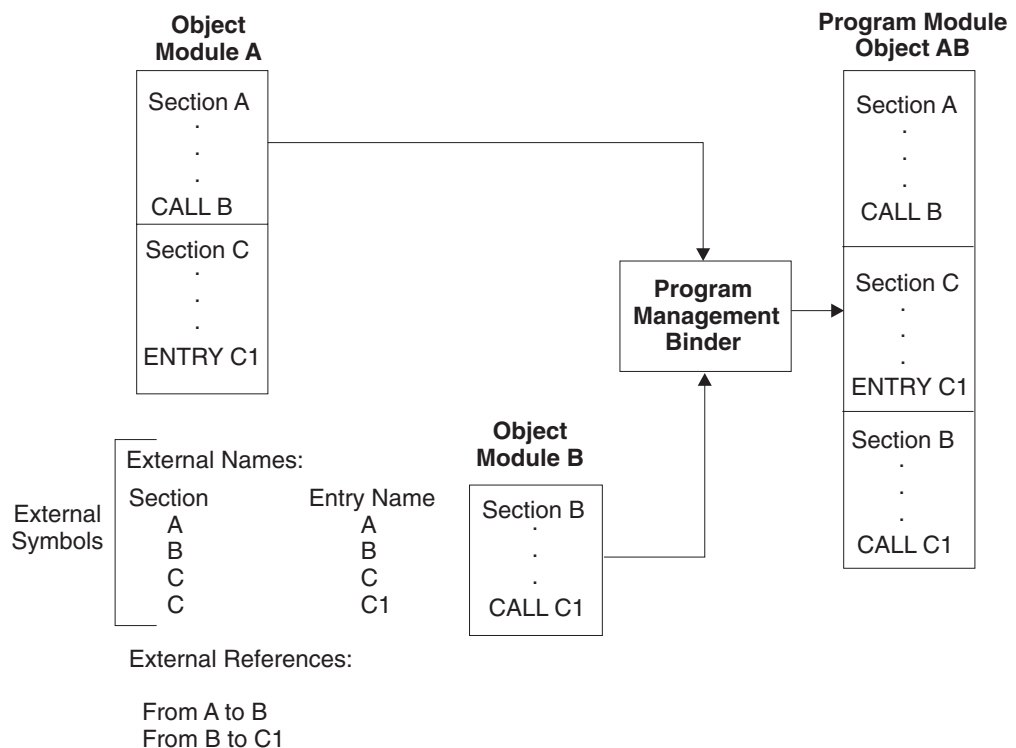 Object
Module A
Section A
.
.
.
CALL B
Section C
.
.
.
ENTRY C1
Program Management Binder
Program Module
Object AB
Section A
.
.
.
CALL B
Section C
.
.
.
ENTRY C1
Section B
.
.
.
CALL C1
Object
Module B
Section B
.
.
.
CALL C1
External
Symbols
External Names:
Section Entry Name
A A
B B
C C
C C1
External References:
From A to B
From B to C1